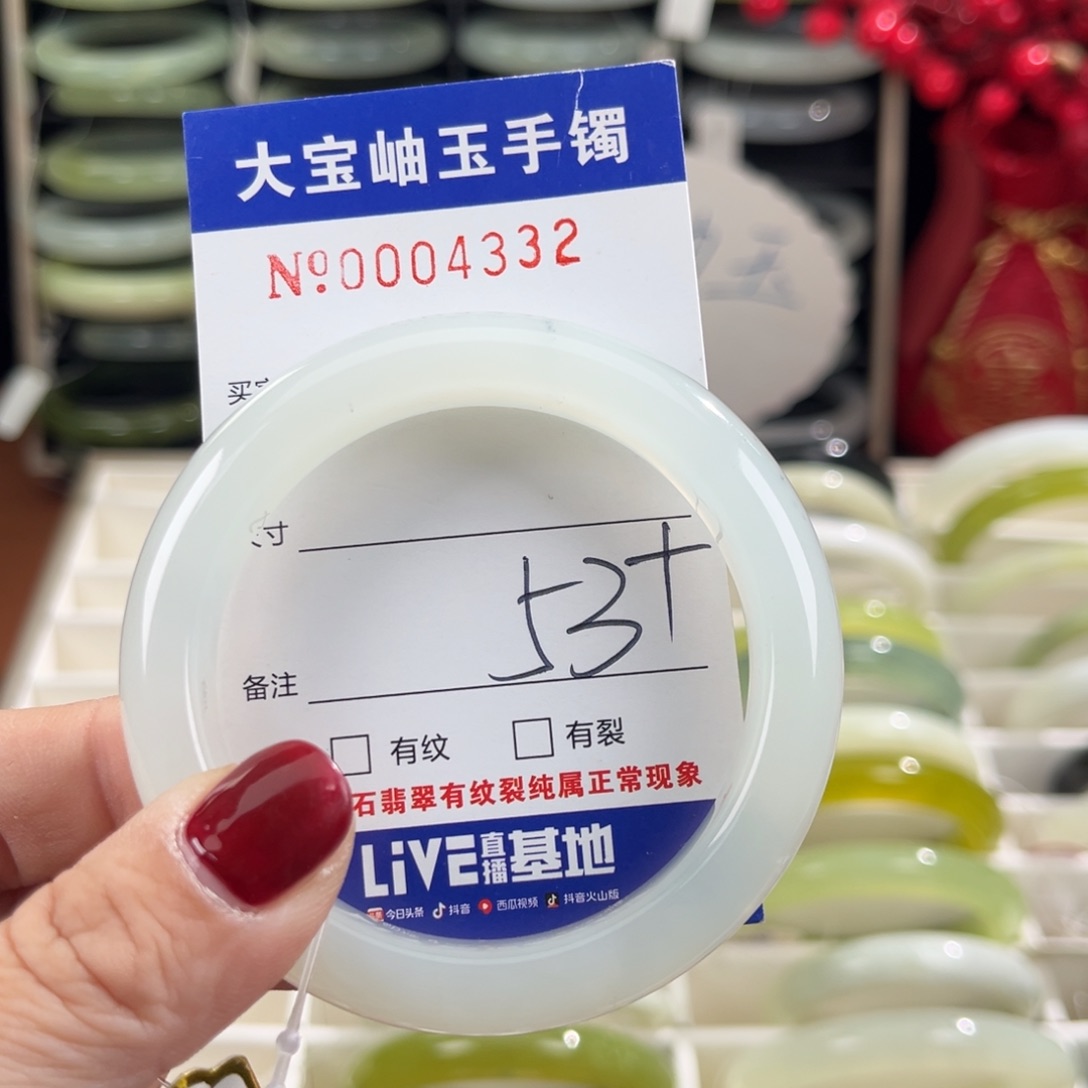 大宝岫玉手镯
Nº0004332
买
寸
53+
备注
有纹 有裂
石翡翠有纹裂纯属正常现象
LiVE直播基地
今日头条 抖音 西瓜视频 抖音火山版